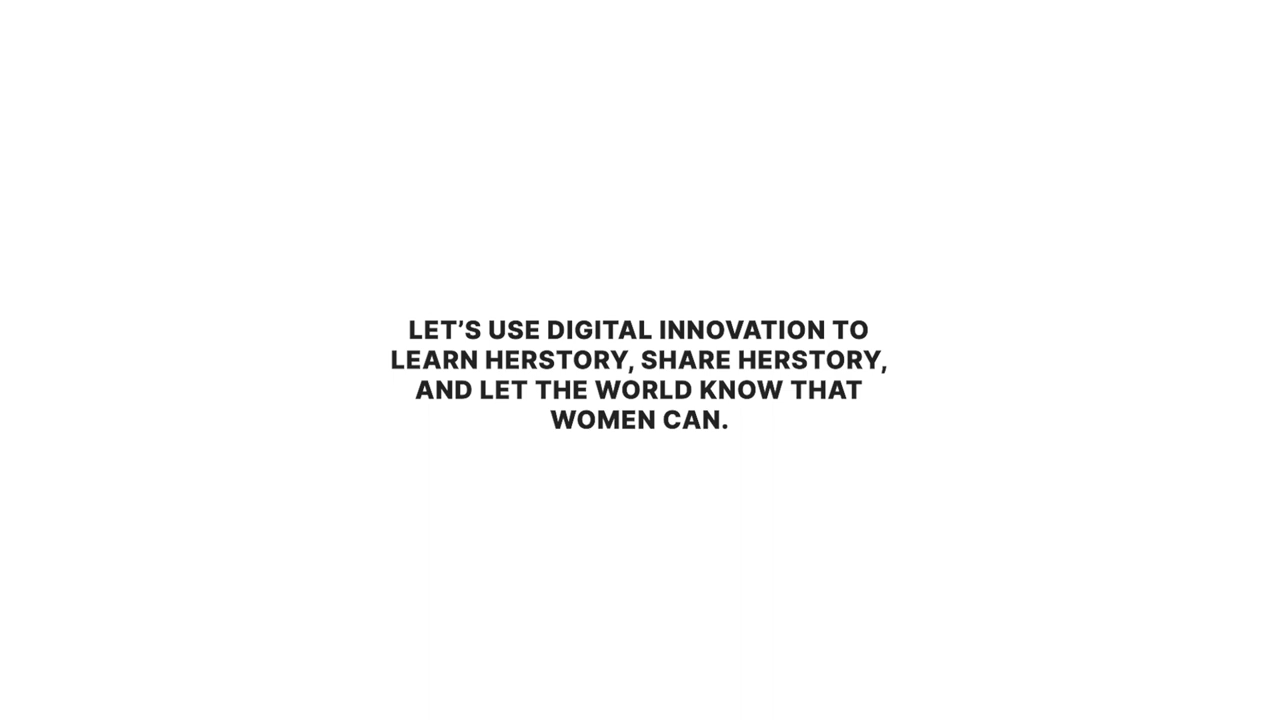 LET’S USE DIGITAL INNOVATION TO
LEARN HERSTORY, SHARE HERSTORY,
AND LET THE WORLD KNOW THAT
WOMEN CAN.